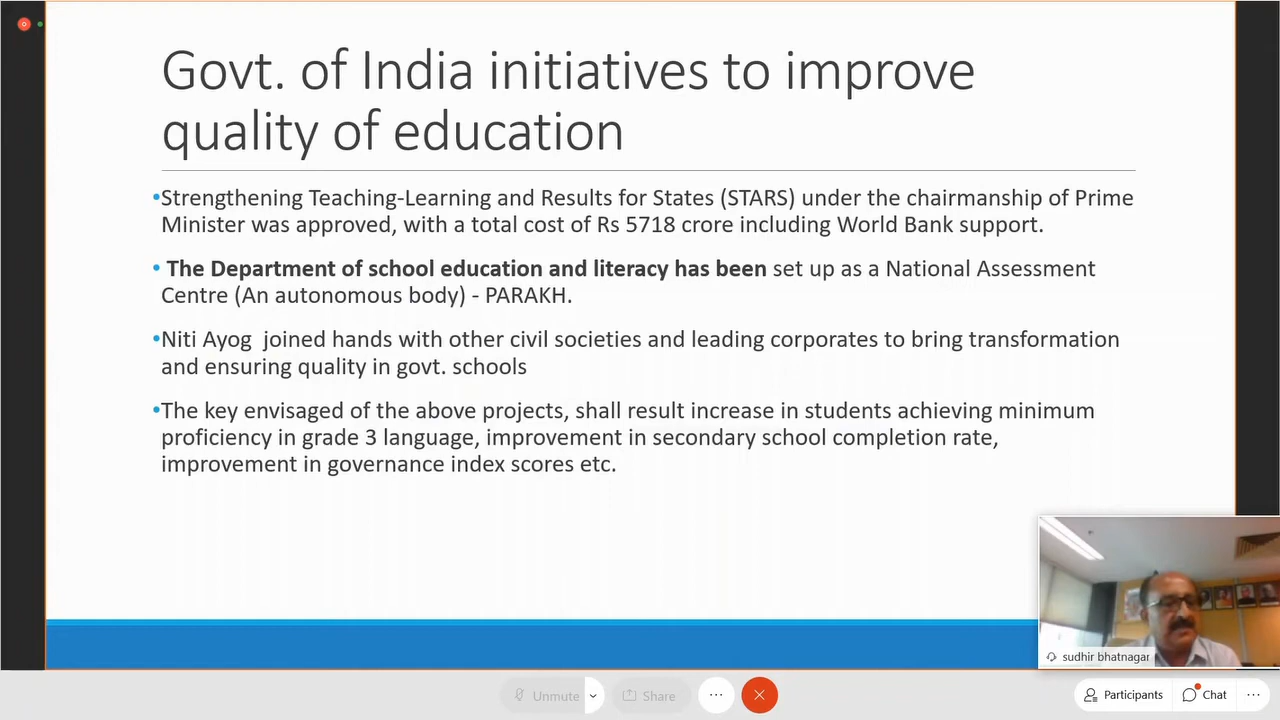 Govt. of India initiatives to improve
quality of education
•Strengthening Teaching-Learning and Results for States (STARS) under the chairmanship of Prime
Minister was approved, with a total cost of Rs 5718 crore including World Bank support.
• The Department of school education and literacy has been set up as a National Assessment
Centre (An autonomous body) - PARAKH.
•Niti Ayog  joined hands with other civil societies and leading corporates to bring transformation
and ensuring quality in govt. schools
•The key envisaged of the above projects, shall result increase in students achieving minimum
proficiency in grade 3 language, improvement in secondary school completion rate,
improvement in governance index scores etc.
sudhir bhatnagar
Unmute
Share
Participants
Chat